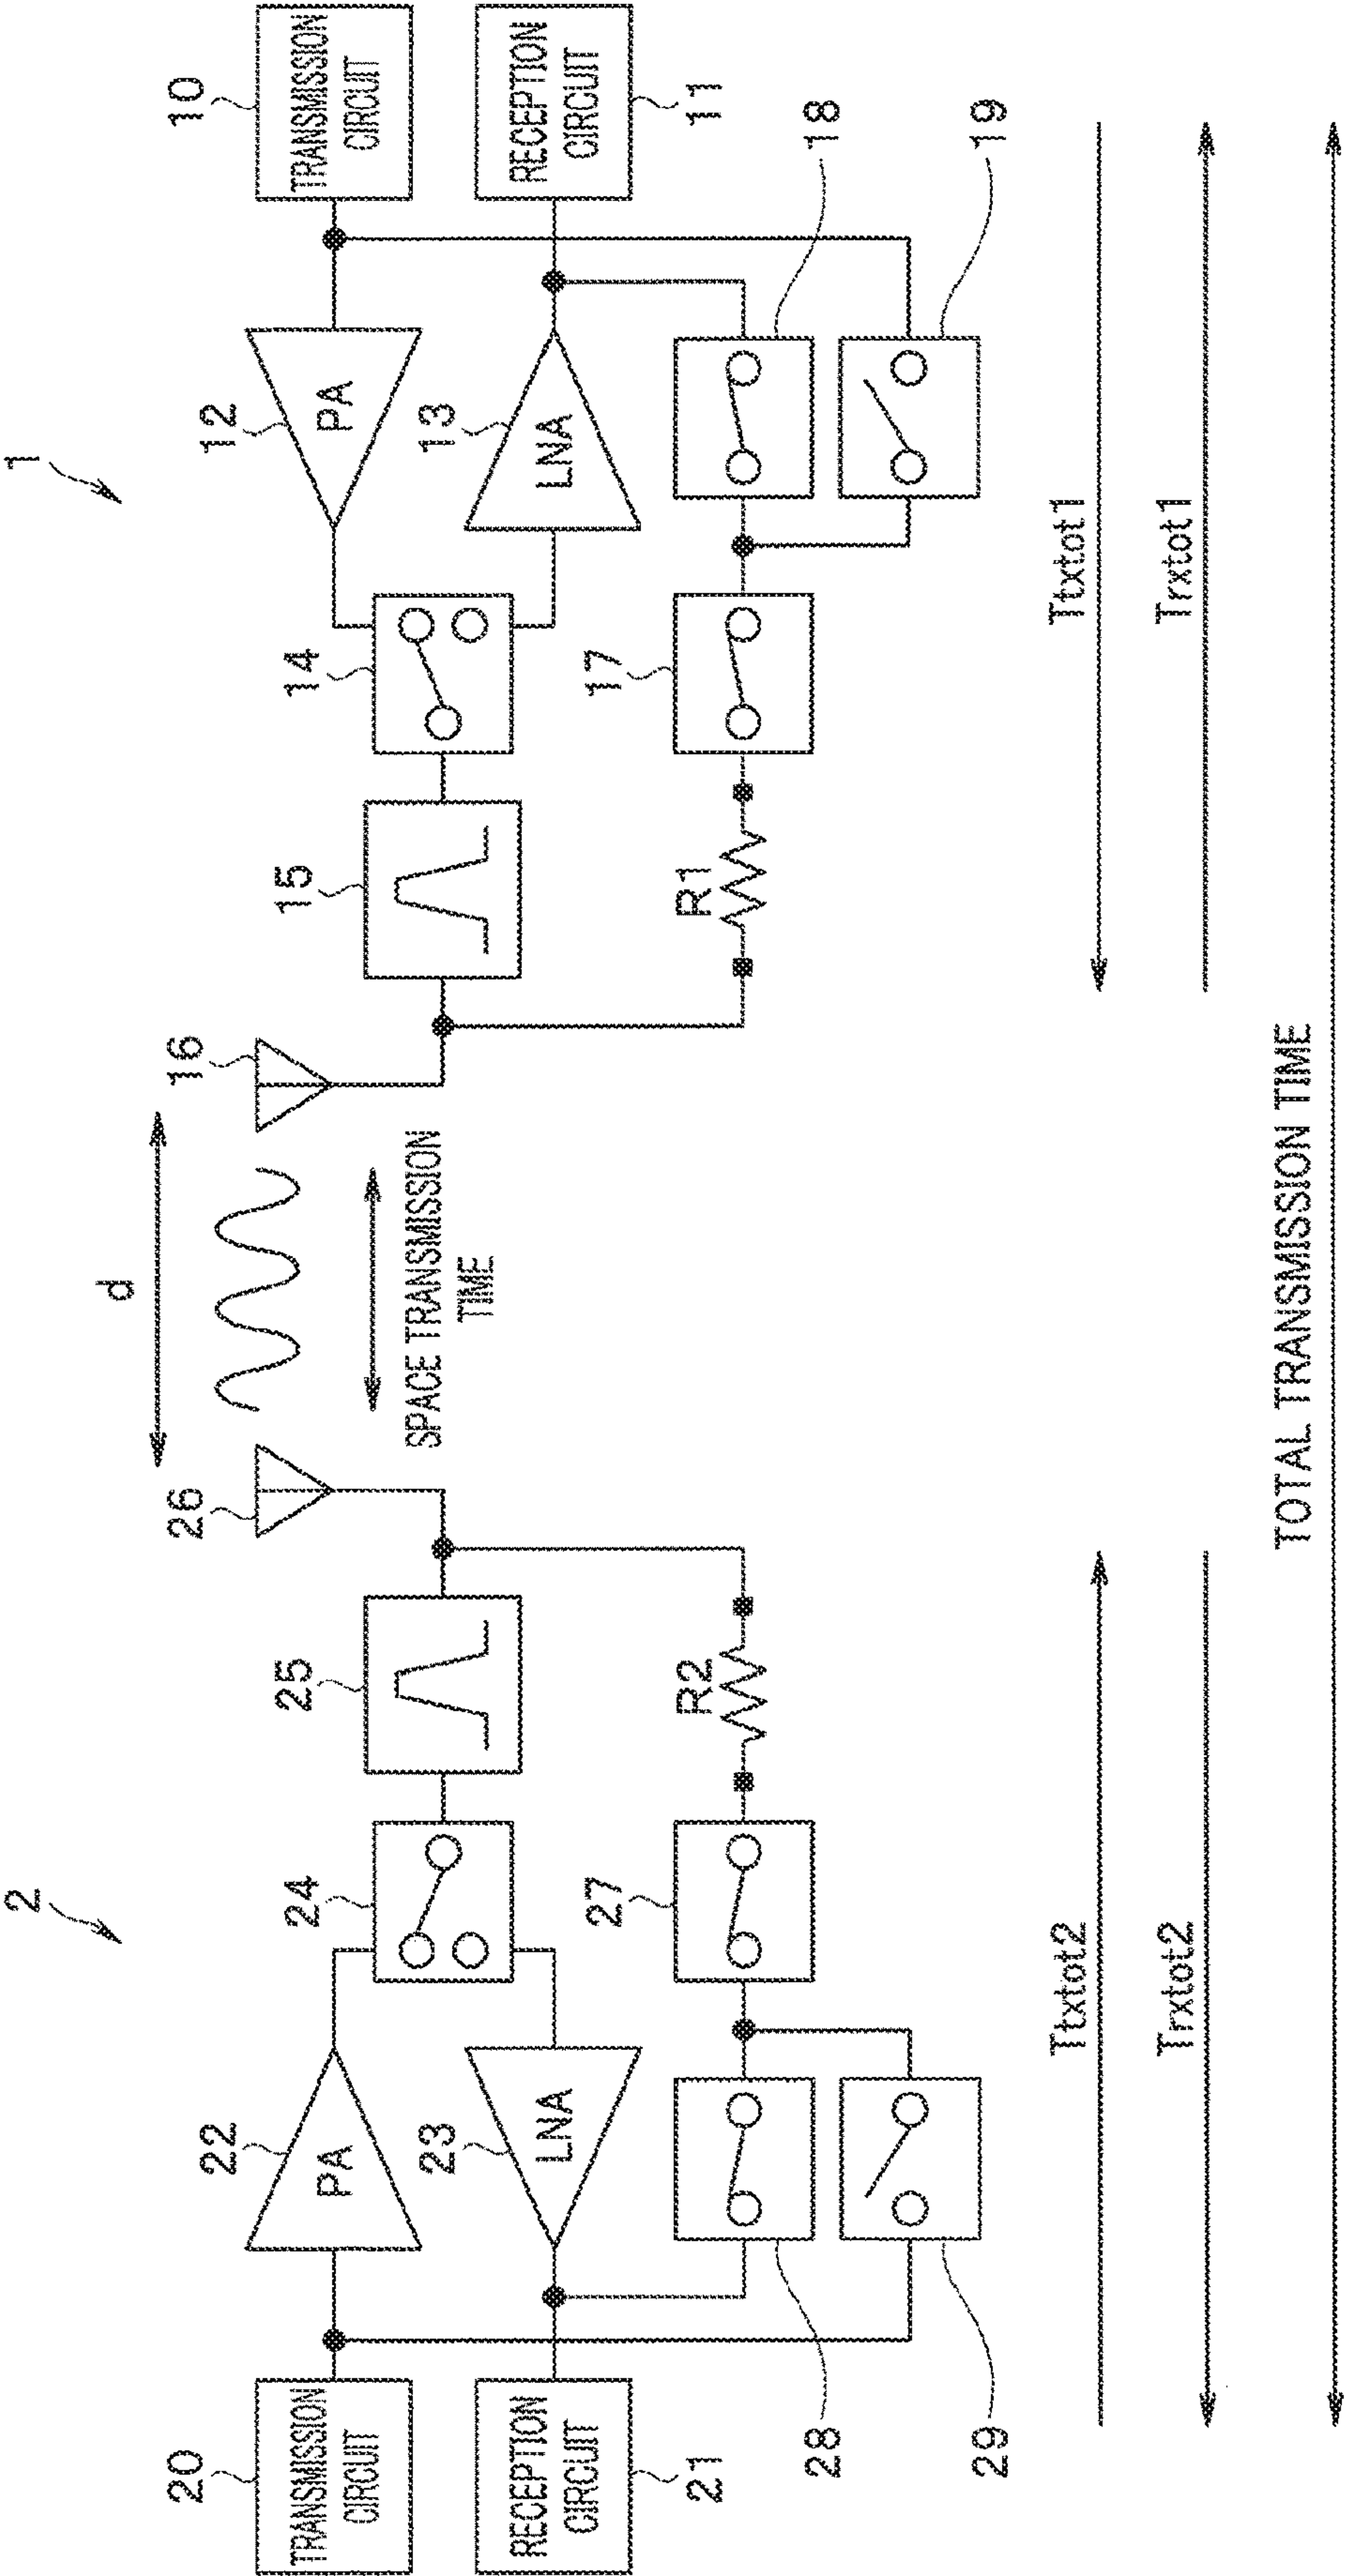 2
1
d
20
TRANSMISSION
CIRCUIT
22
PA
26
16
12
PA
10
TRANSMISSION
CIRCUIT
24
25
SPACE TRANSMISSION
TIME
15
14
21
RECEPTION
CIRCUIT
23
LNA
13
LNA
11
RECEPTION
CIRCUIT
27
R2
R1
17
28
18
29
19
Ttxtot2
Ttxtot1
Trxtot2
Trxtot1
TOTAL TRANSMISSION TIME